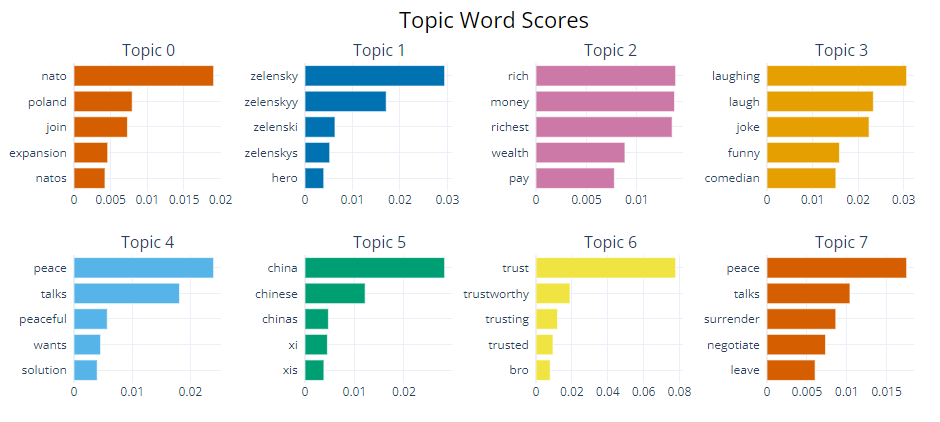 Topic Word Scores
Topic 0
nato
poland
join
expansion
natos
0 0.005 0.01 0.015 0.02
Topic 1
zelensky
zelenskyy
zelenski
zelenskys
hero
0 0.01 0.02 0.03
Topic 2
rich
money
richest
wealth
pay
0 0.005 0.01
Topic 3
laughing
laugh
joke
funny
comedian
0 0.01 0.02 0.03
Topic 4
peace
talks
peaceful
wants
solution
0 0.01 0.02
Topic 5
china
chinese
chinas
xi
xis
0 0.01 0.02
Topic 6
trust
trustworthy
trusting
trusted
bro
0 0.02 0.04 0.06 0.08
Topic 7
peace
talks
surrender
negotiate
leave
0 0.005 0.01 0.015